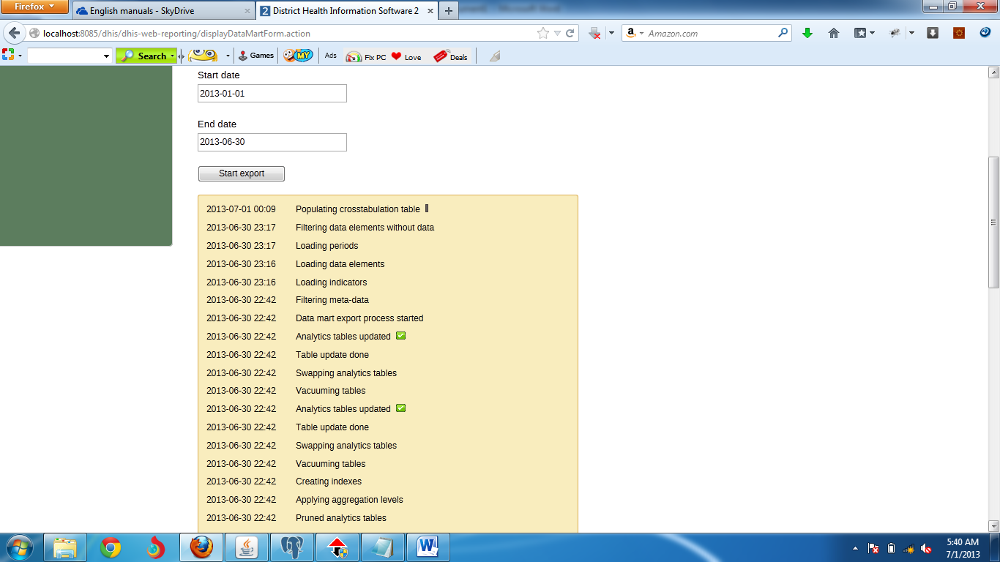 Firefox
English manuals - SkyDrive
District Health Information Software 2
localhost:8085/dhis/dhis-web-reporting/displayDataMartForm.action
Amazon.com
Search
Games
MY
Ads
Fix PC
Love
Deals
Start date
2013-01-01
End date
2013-06-30
Start export
2013-07-01 00:09 Populating crosstabulation table
2013-06-30 23:17 Filtering data elements without data
2013-06-30 23:17 Loading periods
2013-06-30 23:16 Loading data elements
2013-06-30 23:16 Loading indicators
2013-06-30 22:42 Filtering meta-data
2013-06-30 22:42 Data mart export process started
2013-06-30 22:42 Analytics tables updated
2013-06-30 22:42 Table update done
2013-06-30 22:42 Swapping analytics tables
2013-06-30 22:42 Vacuuming tables
2013-06-30 22:42 Analytics tables updated
2013-06-30 22:42 Table update done
2013-06-30 22:42 Swapping analytics tables
2013-06-30 22:42 Vacuuming tables
2013-06-30 22:42 Creating indexes
2013-06-30 22:42 Applying aggregation levels
2013-06-30 22:42 Pruned analytics tables
5:40 AM
7/1/2013